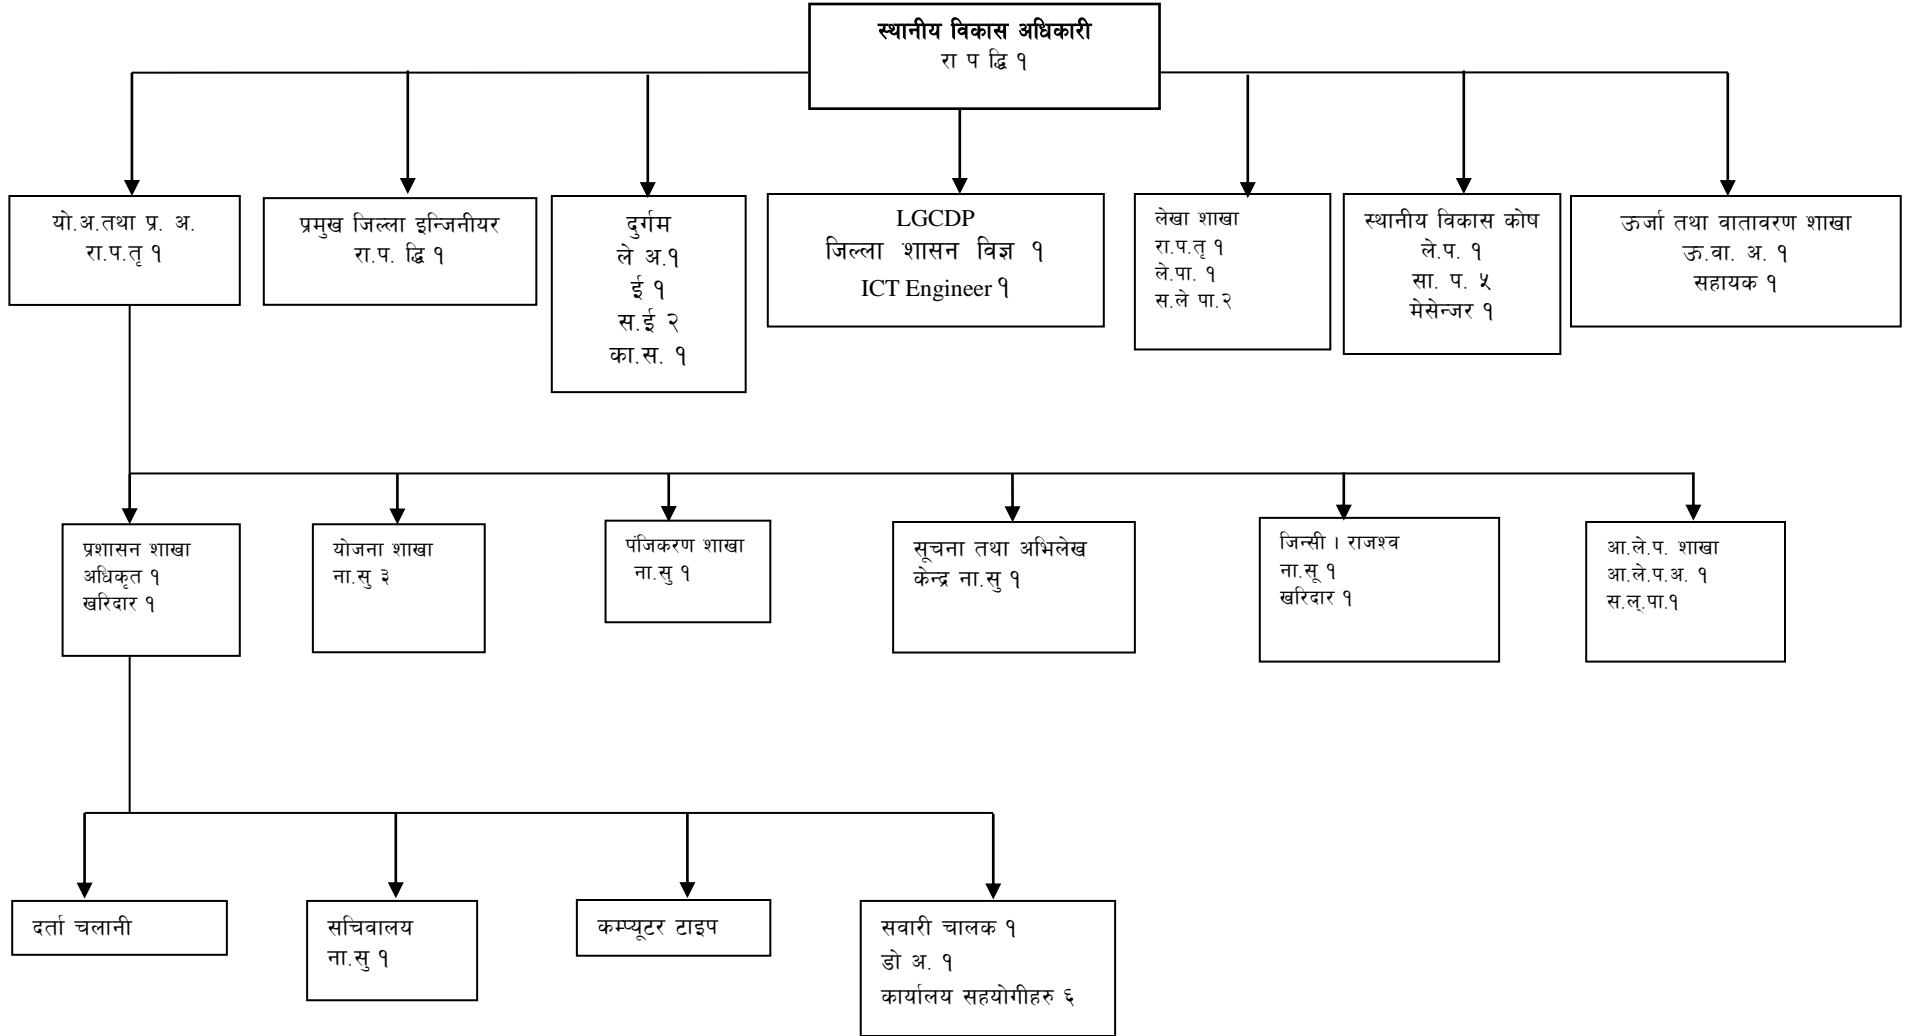 स्थानीय विकास अधिकारी
रा प द्धि १
यो.अ.तथा प्र. अ.
रा.प.तृ १
प्रमुख जिल्ला इन्जिनीयर
रा.प. द्धि १
दुर्गम
ले अ.१
ई १
स.ई २
का.स. १
LGCDP
जिल्ला शासन विज्ञ १
ICT Engineer १
लेखा शाखा
रा.प.तृ १
ले.पा. १
स.ले पा.२
स्थानीय विकास कोष
ले.प. १
सा. प. ५
मेसेन्जर १
ऊर्जा तथा वातावरण शाखा
ऊ.वा. अ. १
सहायक १
प्रशासन शाखा
अधिकृत १
खरिदार १
योजना शाखा
ना.सु ३
पंजिकरण शाखा
ना.सु १
सूचना तथा अभिलेख
केन्द्र ना.सु १
जिन्सी । राजश्व
ना.सू १
खरिदार १
आ.ले.प. शाखा
आ.ले.प.अ. १
स.ल्.पा.१
दर्ता चलानी
सचिवालय
ना.सु १
कम्प्यूटर टाइप
सवारी चालक १
डो अ. १
कार्यालय सहयोगीहरु ६